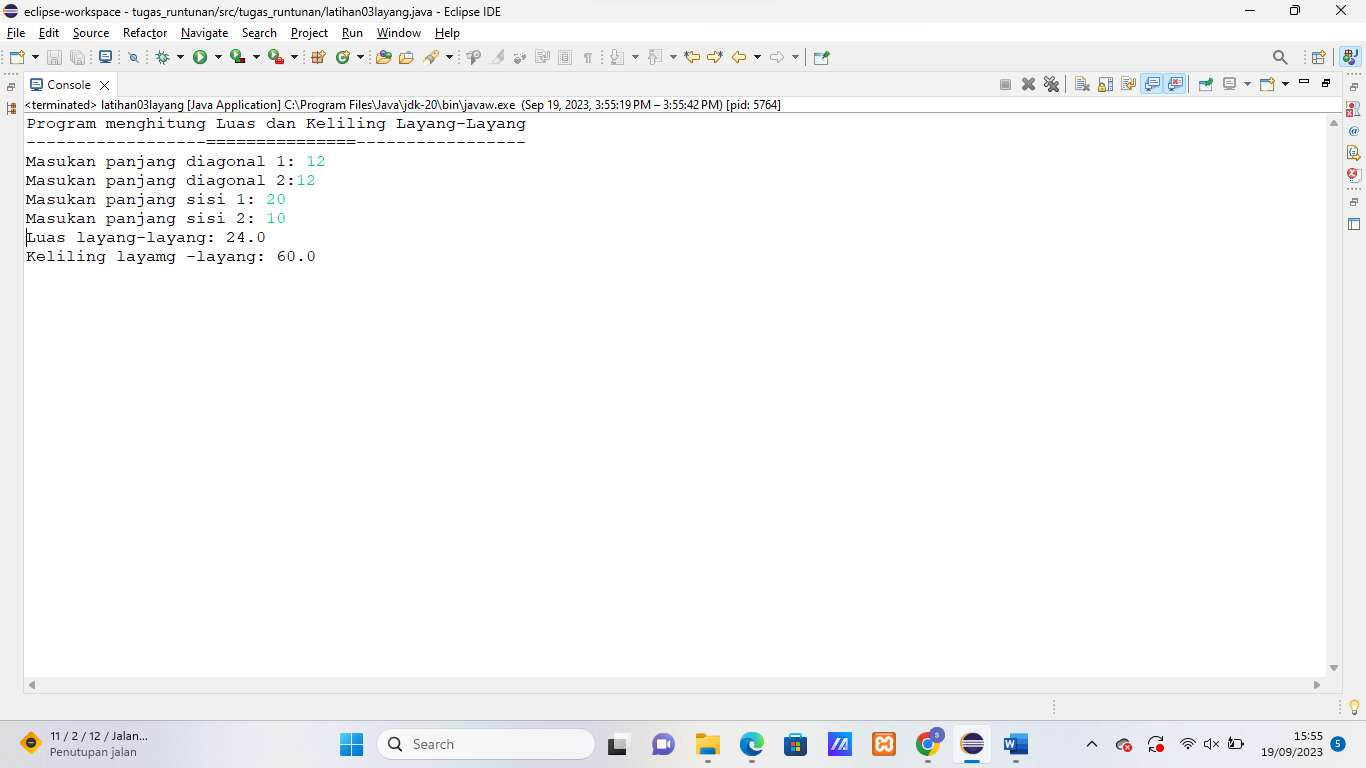 eclipse-workspace - tugas_runtunan/src/tugas_runtunan/latihan03layang.java - Eclipse IDE
File Edit Source Refactor Navigate Search Project Run Window Help
Console
<terminated> latihan03layang [Java Application] C:\Program Files\Java\jdk-20\bin\javaw.exe (Sep 19, 2023, 3:55:19 PM – 3:55:42 PM) [pid: 5764]
Program menghitung Luas dan Keliling Layang-Layang
------------------===============-----------------
Masukan panjang diagonal 1: 12
Masukan panjang diagonal 2:12
Masukan panjang sisi 1: 20
Masukan panjang sisi 2: 10
Luas layang-layang: 24.0
Keliling layamg -layang: 60.0
11 / 2 / 12 / Jalan...
Penutupan jalan
Search
S
15:55
19/09/2023
5